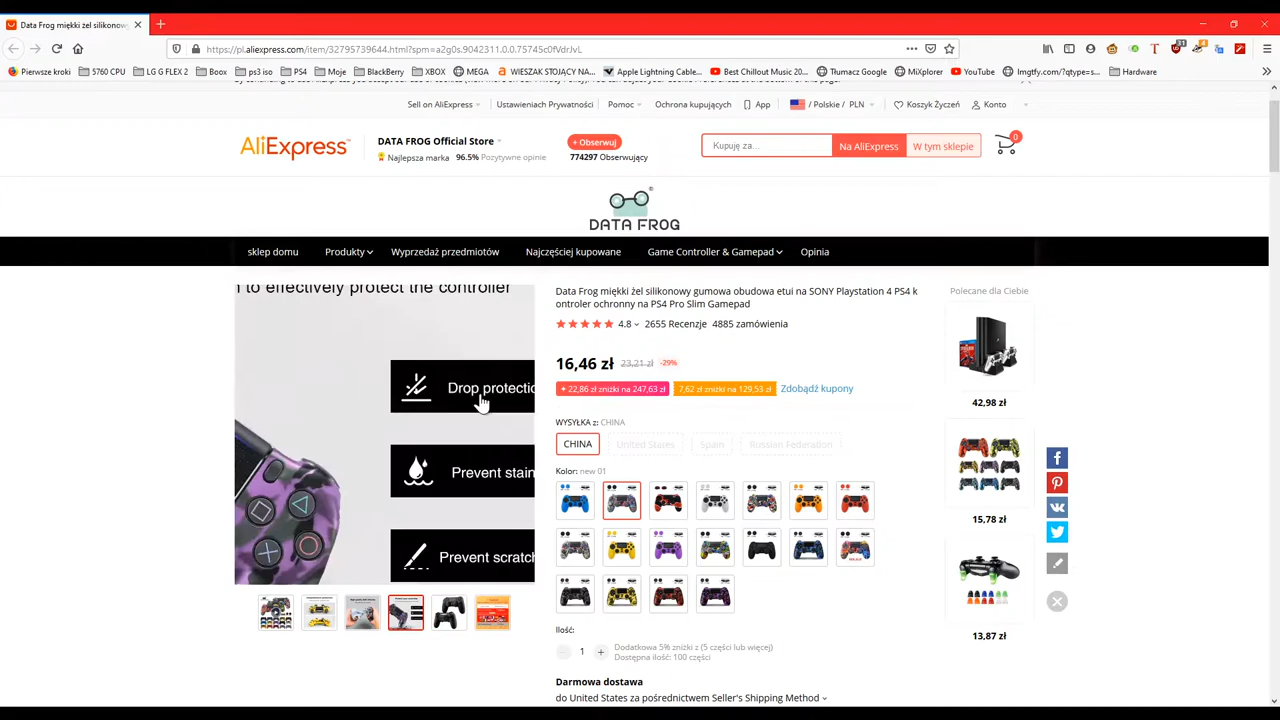 Data Frog miękki żel silikonowy
https://pl.aliexpress.com/item/32795739644.html?spm=a2g0s.9042311.0.0.75745c0fVdrJvL
Pierwsze kroki 5760 CPU LG G FLEX 2 Boox ps3 iso PS4 Moje BlackBerry XBOX MEGA WIESZAK STOJĄCY NA... Apple Lightning Cable... Best Chillout Music 20... Tłumacz Google MiXplorer YouTube lmgtfy.com/?qtype=s... Hardware
Sell on AliExpress Ustawieniach Prywatności Pomoc Ochrona kupujących App / Polskie / PLN Koszyk Życzeń Konto
AliExpress
DATA FROG Official Store
Najlepsza marka 96.5% Pozytywne opinie
+ Obserwuj
774297 Obserwujący
Kupuję za... Na AliExpress W tym sklepie 0
DATA FROG
sklep domu Produkty Wyprzedaż przedmiotów Najczęściej kupowane Game Controller & Gamepad Opinia
to effectively protect the controller
Drop protectio
Prevent stain
Prevent scratch
Data Frog miękki żel silikonowy gumowa obudowa etui na SONY Playstation 4 PS4 k
ontroler ochronny na PS4 Pro Slim Gamepad
4.8 2655 Recenzje 4885 zamówienia
16,46 zł 23,21 zł -29%
22,86 zł zniżki na 247,63 zł 7,62 zł zniżki na 129,53 zł Zdobądź kupony
WYSYŁKA z: CHINA
CHINA United States Spain Russian Federation
Kolor: new 01
Ilość:
1
Dodatkowa 5% zniżki z (5 części lub więcej)
Dostępna ilość: 100 części
Darmowa dostawa
do United States za pośrednictwem Seller's Shipping Method
Polecane dla Ciebie
42,98 zł
15,78 zł
13,87 zł